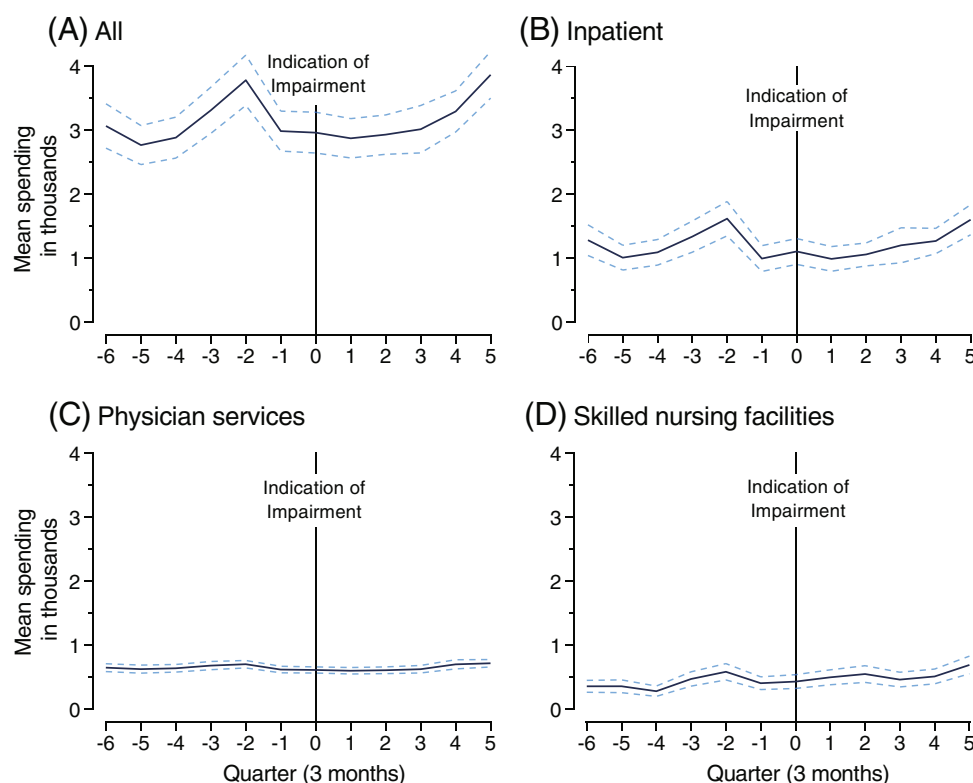 (A) All
Mean spending
in thousands
4
3
2
1
0
Indication of
Impairment
-6 -5 -4 -3 -2 -1 0 1 2 3 4 5
(B) Inpatient
4
3
2
1
0
Indication of
Impairment
-6 -5 -4 -3 -2 -1 0 1 2 3 4 5
(C) Physician services
Mean spending
in thousands
4
3
2
1
0
Indication of
Impairment
-6 -5 -4 -3 -2 -1 0 1 2 3 4 5
Quarter (3 months)
(D) Skilled nursing facilities
4
3
2
1
0
Indication of
Impairment
-6 -5 -4 -3 -2 -1 0 1 2 3 4 5
Quarter (3 months)